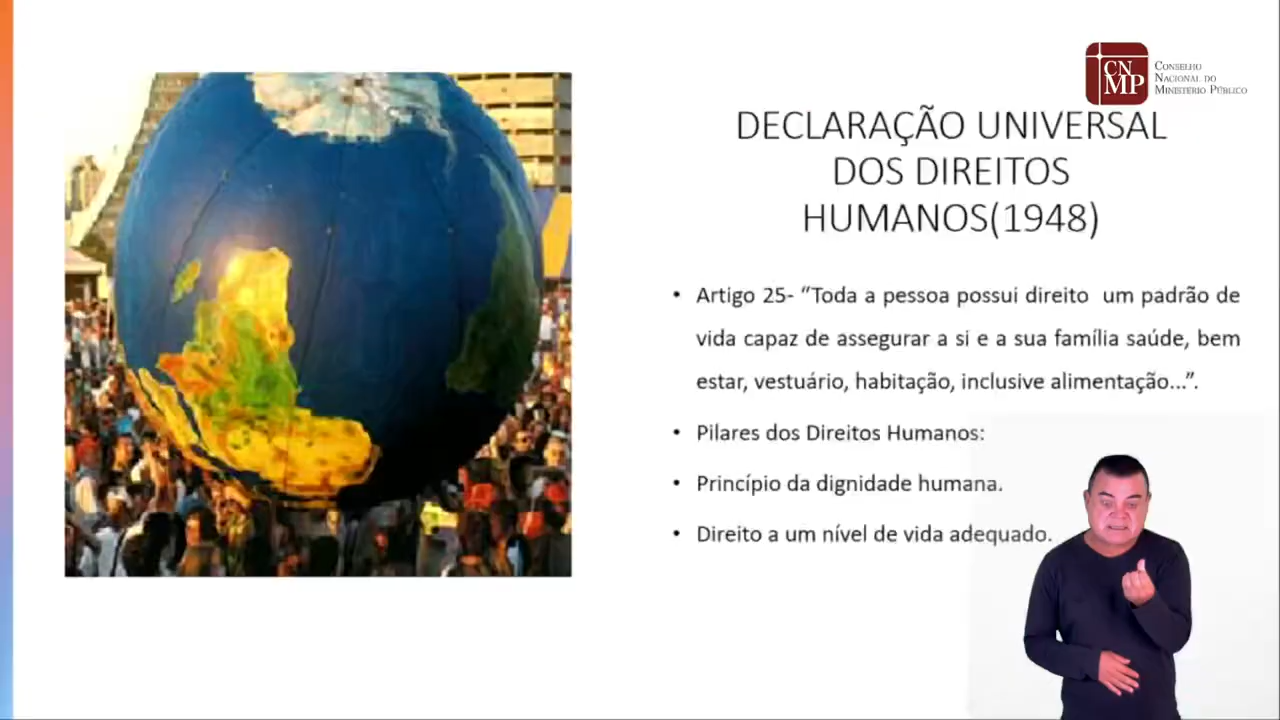 CN
MP
CONSELHO
NACIONAL DO
MINISTÉRIO PÚBLICO
DECLARAÇÃO UNIVERSAL
DOS DIREITOS
HUMANOS(1948)
• Artigo 25- “Toda a pessoa possui direito um padrão de
vida capaz de assegurar a si e a sua família saúde, bem
estar, vestuário, habitação, inclusive alimentação...”.
• Pilares dos Direitos Humanos:
• Princípio da dignidade humana.
• Direito a um nível de vida adequado.